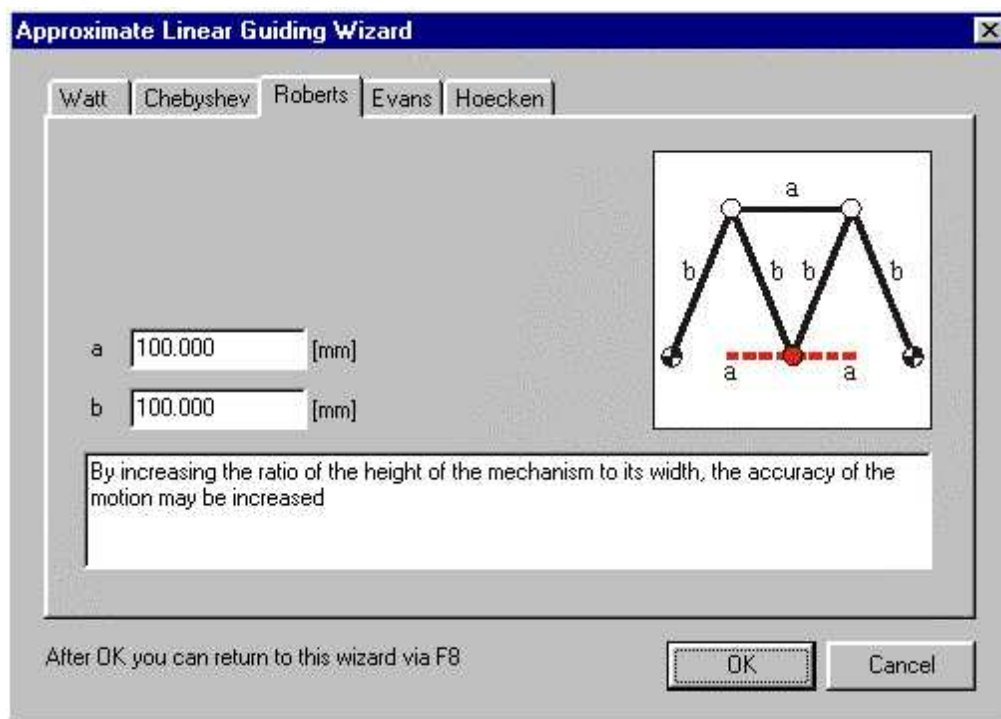 Approximate Linear Guiding Wizard
Watt Chebyshev Roberts Evans Hoecken
a
b b b b
a a
a 100.000 [mm]
b 100.000 [mm]
By increasing the ratio of the height of the mechanism to its width, the accuracy of the
motion may be increased
After OK you can return to this wizard via F8
OK Cancel